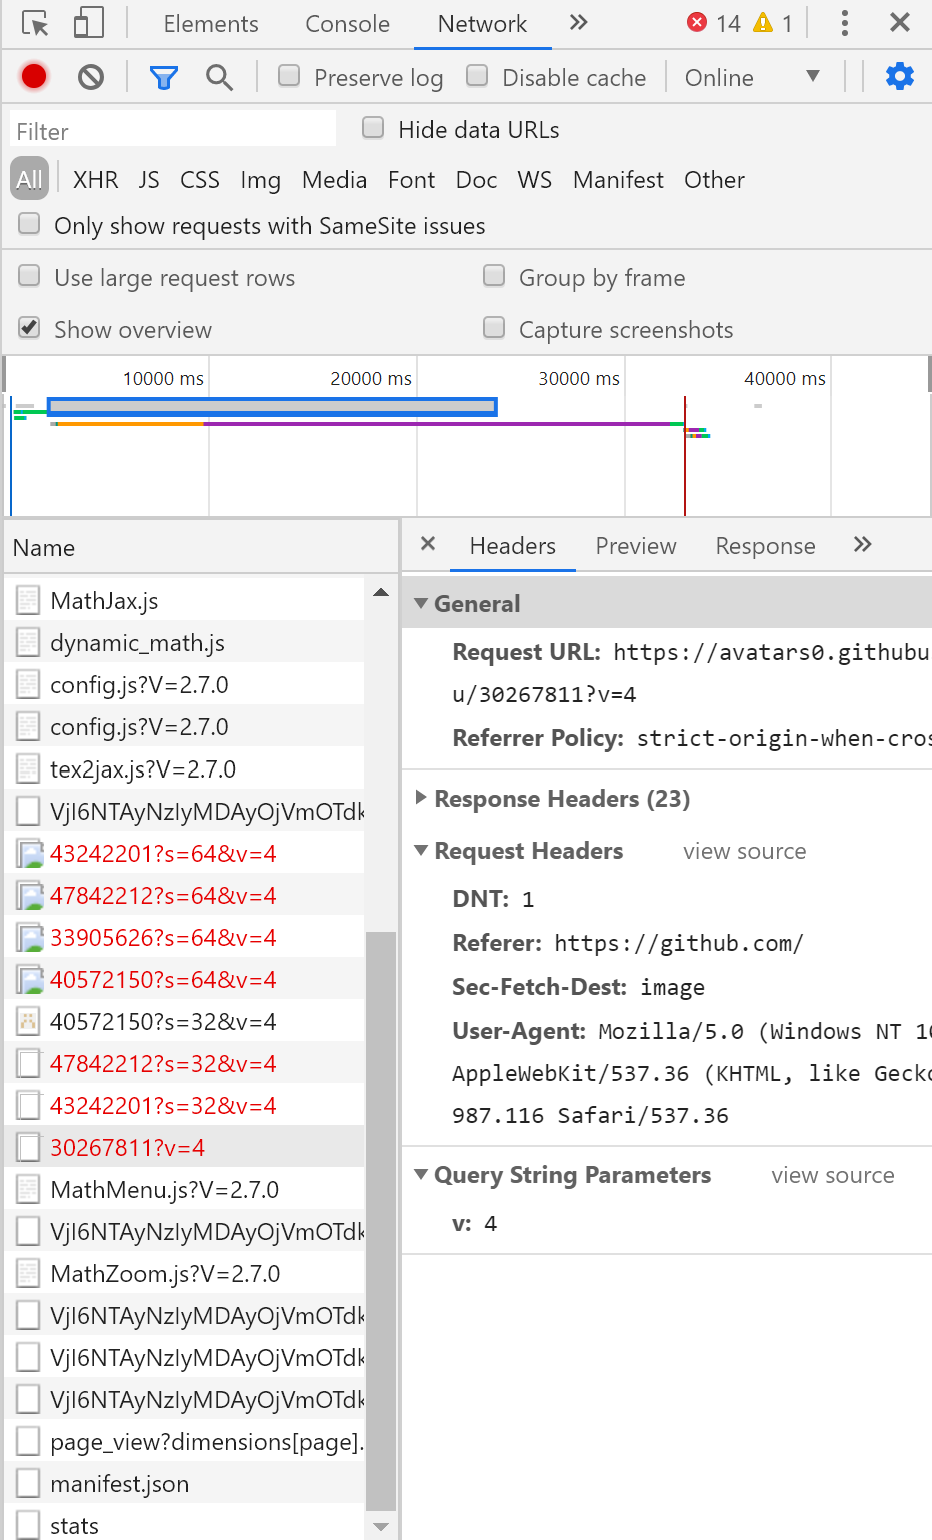 Elements Console Network 14 1
Preserve log Disable cache Online
Filter Hide data URLs
All XHR JS CSS Img Media Font Doc WS Manifest Other
Only show requests with SameSite issues
Use large request rows Group by frame
Show overview Capture screenshots
10000 ms 20000 ms 30000 ms 40000 ms
Name
MathJax.js
dynamic_math.js
config.js?V=2.7.0
config.js?V=2.7.0
tex2jax.js?V=2.7.0
VjI6NTAyNzIyMDAyOjVmOTdk
43242201?s=64&v=4
47842212?s=64&v=4
33905626?s=64&v=4
40572150?s=64&v=4
40572150?s=32&v=4
47842212?s=32&v=4
43242201?s=32&v=4
30267811?v=4
MathMenu.js?V=2.7.0
VjI6NTAyNzIyMDAyOjVmOTdk
MathZoom.js?V=2.7.0
VjI6NTAyNzIyMDAyOjVmOTdk
VjI6NTAyNzIyMDAyOjVmOTdk
VjI6NTAyNzIyMDAyOjVmOTdk
page_view?dimensions[page].
manifest.json
stats
Headers Preview Response
General
Request URL: https://avatars0.githubu
u/30267811?v=4
Referrer Policy: strict-origin-when-cros
Response Headers (23)
Request Headers view source
DNT: 1
Referer: https://github.com/
Sec-Fetch-Dest: image
User-Agent: Mozilla/5.0 (Windows NT 10
AppleWebKit/537.36 (KHTML, like Gecko
987.116 Safari/537.36
Query String Parameters view source
v: 4